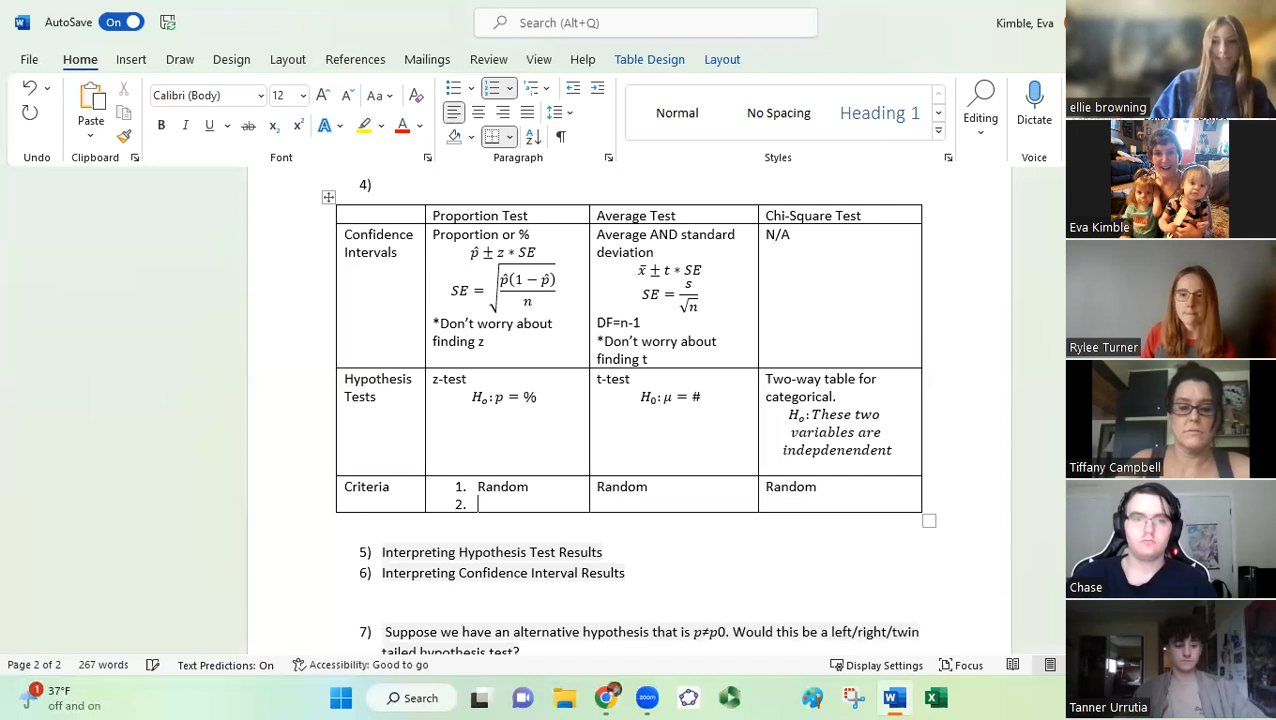 AutoSave On Search (Alt+Q) Kimble, Eva
File Home Insert Draw Design Layout References Mailings Review View Help Table Design Layout
Calibri (Body) 12 Aa
Paste
B I U ab x₂ x² A A
Normal No Spacing Heading 1
Editing Dictate
Undo Clipboard Font Paragraph Styles Voice
4)
Proportion Test Average Test Chi-Square Test
Confidence Intervals
Proportion or %
p̂ ± z * SE
SE = √(p̂(1 − p̂)/n)
*Don't worry about
finding z
Average AND standard
deviation
x̄ ± t * SE
SE = s/√n
DF=n-1
*Don't worry about
finding t
N/A
Hypothesis
Tests
z-test
Hₒ: p = %
t-test
H₀: μ = #
Two-way table for
categorical.
Hₒ: These two
variables are
indepdenendent
Criteria
1. Random
2.
Random
Random
5) Interpreting Hypothesis Test Results
6) Interpreting Confidence Interval Results
7) Suppose we have an alternative hypothesis that is p≠p0. Would this be a left/right/twin
tailed hypothesis test?
Page 2 of 2 267 words Text Predictions: On Accessibility: Good to go Display Settings Focus
1 37°F
off and on
Search
zoom
ellie browning
Eva Kimble
Rylee Turner
Tiffany Campbell
Chase
Tanner Urrutia